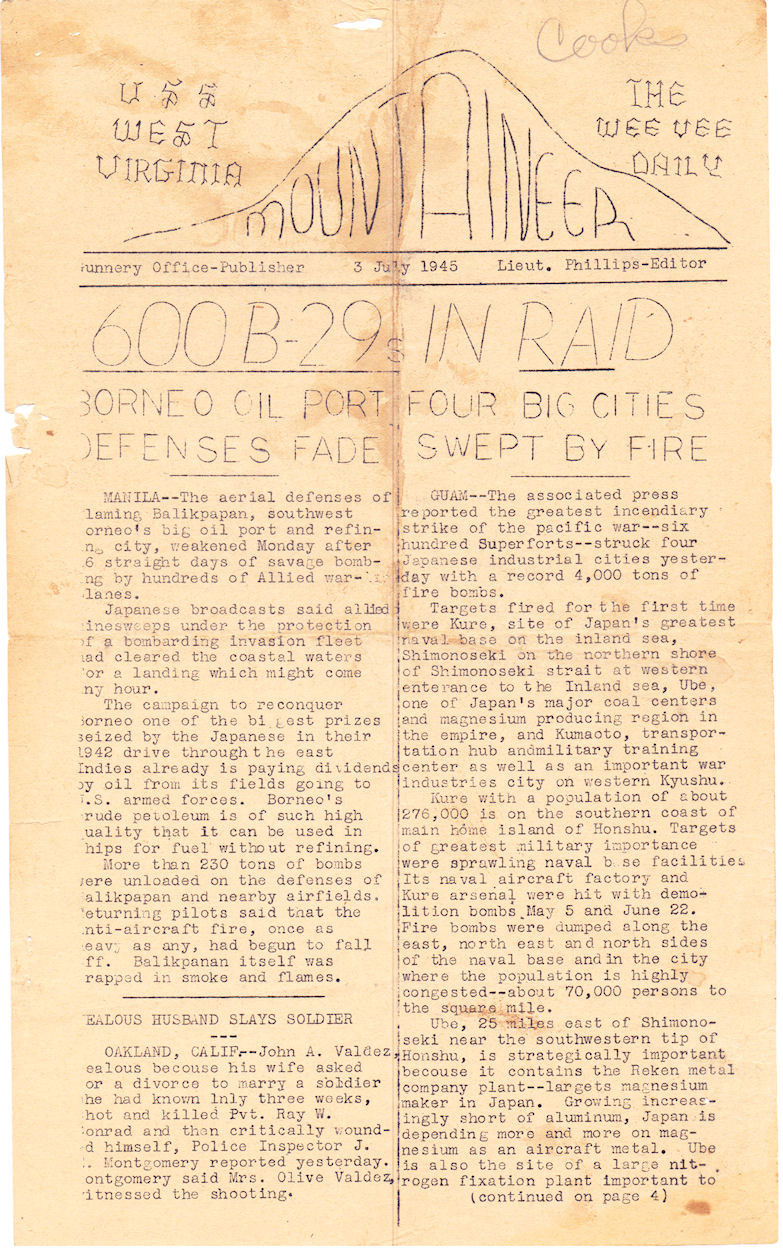 Cook
USS
WEST
VIRGINIA
MOUNTAINEER
THE
WEE VEE
DAILY
unnery Office-Publisher 3 July 1945 Lieut. Phillips-Editor
600 B-29s IN RAID
BORNEO OIL PORT
DEFENSES FADE
MANILA--The aerial defenses of
laming Balikpapan, southwest
orneo's big oil port and refin-
ng city, weakened Monday after
6 straight days of savage bomb-
ng by hundreds of Allied war-
lanes.
Japanese broadcasts said allied
inesweeps under the protection
of a bombarding invasion fleet
ad cleared the coastal waters
or a landing which might come
ny hour.
The campaign to reconquer
Borneo one of the biggest prizes
seized by the Japanese in their
1942 drive through the east
Indies already is paying dividends
by oil from its fields going to
U.S. armed forces. Borneo's
rude petoleum is of such high
uality that it can be used in
hips for fuel without refining.
More than 230 tons of bombs
were unloaded on the defenses of
alikpapan and nearby airfields.
eturning pilots said that the
nti-aircraft fire, once as
eavy as any, had begun to fall
ff. Balikpanan itself was
rapped in smoke and flames.
EALOUS HUSBAND SLAYS SOLDIER
OAKLAND, CALIF.--John A. Valdez,
ealous becouse his wife asked
or a divorce to marry a soldier
she had known lnly three weeks,
hot and killed Pvt. Ray W.
Conrad and then critically wound-
d himself, Police Inspector J.
Montgomery reported yesterday.
ontgomery said Mrs. Olive Valdez,
itnessed the shooting.
FOUR BIG CITIES
SWEPT BY FIRE
GUAM--The associated press
reported the greatest incendiary
strike of the pacific war--six
hundred Superforts--struck four
Japanese industrial cities yester-
day with a record 4,000 tons of
fire bombs.
Targets fired for the first time
were Kure, site of Japan's greatest
naval base on the inland sea,
Shimonoseki on the northern shore
of Shimonoseki strait at western
enterance to the Inland sea, Ube,
one of Japan's major coal centers
and magnesium producing region in
the empire, and Kumaoto, transpor-
tation hub andmilitary training
center as well as an important war
industries city on western Kyushu.
Kure with a population of about
276,000 is on the southern coast of
main home island of Honshu. Targets
of greatest military importance
were sprawling naval base facilities
Its naval aircraft factory and
Kure arsenal were hit with demo-
lition bombs May 5 and June 22.
Fire bombs were dumped along the
east, north east and north sides
of the naval base andin the city
where the population is highly
congested--about 70,000 persons to
the square mile.
Ube, 25 miles east of Shimono-
seki near the southwestern tip of
Honshu, is strategically important
becouse it contains the Reken metal
company plant--largets magnesium
maker in Japan. Growing increas-
ingly short of aluminum, Japan is
depending more and more on mag-
nesium as an aircraft metal. Ube
is also the site of a large nit-
rogen fixation plant important to
(continued on page 4)